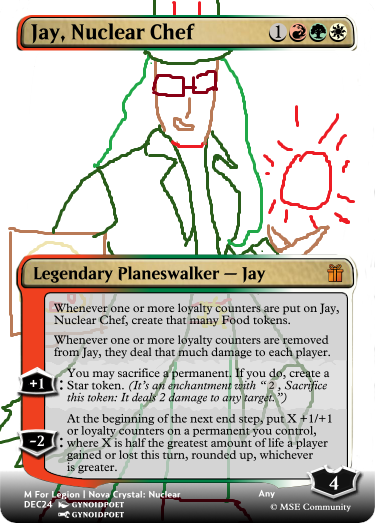 Jay, Nuclear Chef 1
Legendary Planeswalker — Jay
Whenever one or more loyalty counters are put on Jay,
Nuclear Chef, create that many Food tokens.
Whenever one or more loyalty counters are removed
from Jay, they deal that much damage to each player.
+1 : You may sacrifice a permanent. If you do, create a
Star token. (It's an enchantment with “ 2 , Sacrifice
this token: It deals 2 damage to any target. ”)
At the beginning of the next end step, put X +1/+1
-2 : or loyalty counters on a permanent you control,
where X is half the greatest amount of life a player
gained or lost this turn, rounded up, whichever
is greater.
4
M For Legion | Nova Crystal: Nuclear Any
DEC24 GYNOIDPOET © MSE Community
GYNOIDPOET